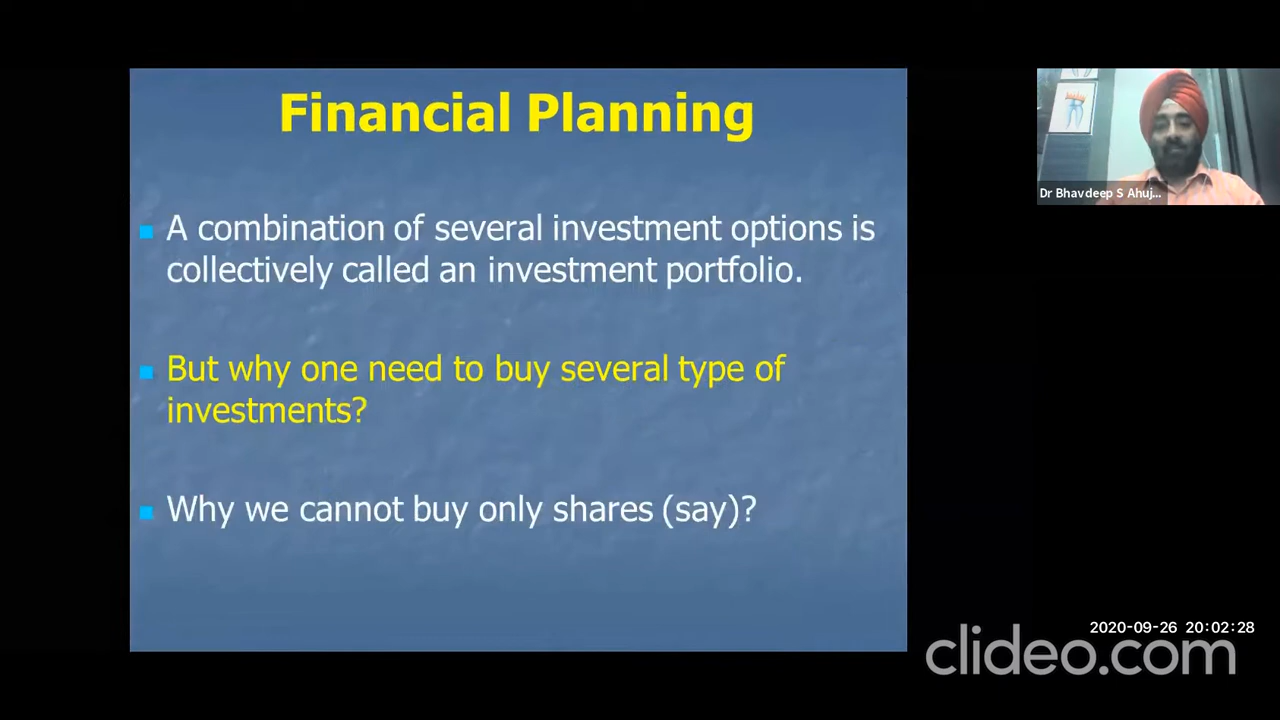 Financial Planning
A combination of several investment options is
collectively called an investment portfolio.
But why one need to buy several type of
investments?
Why we cannot buy only shares (say)?
Dr Bhavdeep S Ahuj...
2020-09-26 20:02:28
clideo.com